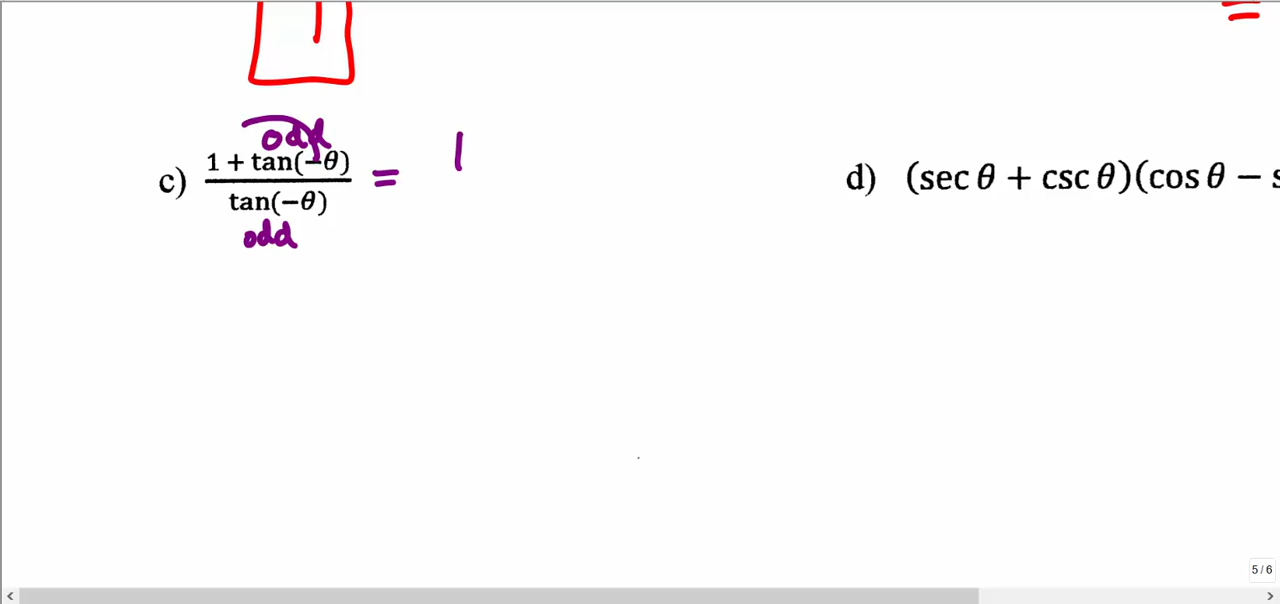 odd
c) (1 + tan(−θ))/(tan(−θ)) = 1
odd
d) (sec θ + csc θ)(cos θ − s
5 / 6